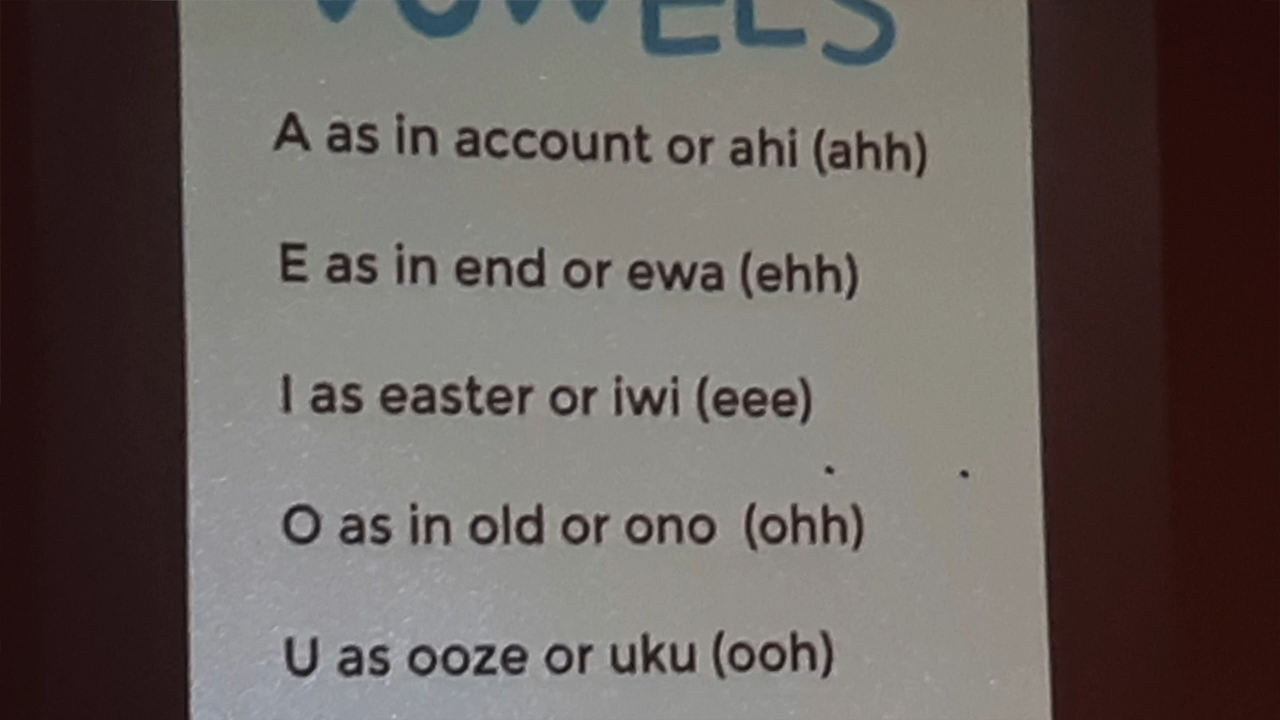 VOWELS
A as in account or ahi (ahh)
E as in end or ewa (ehh)
I as easter or iwi (eee)
O as in old or ono (ohh)
U as ooze or uku (ooh)